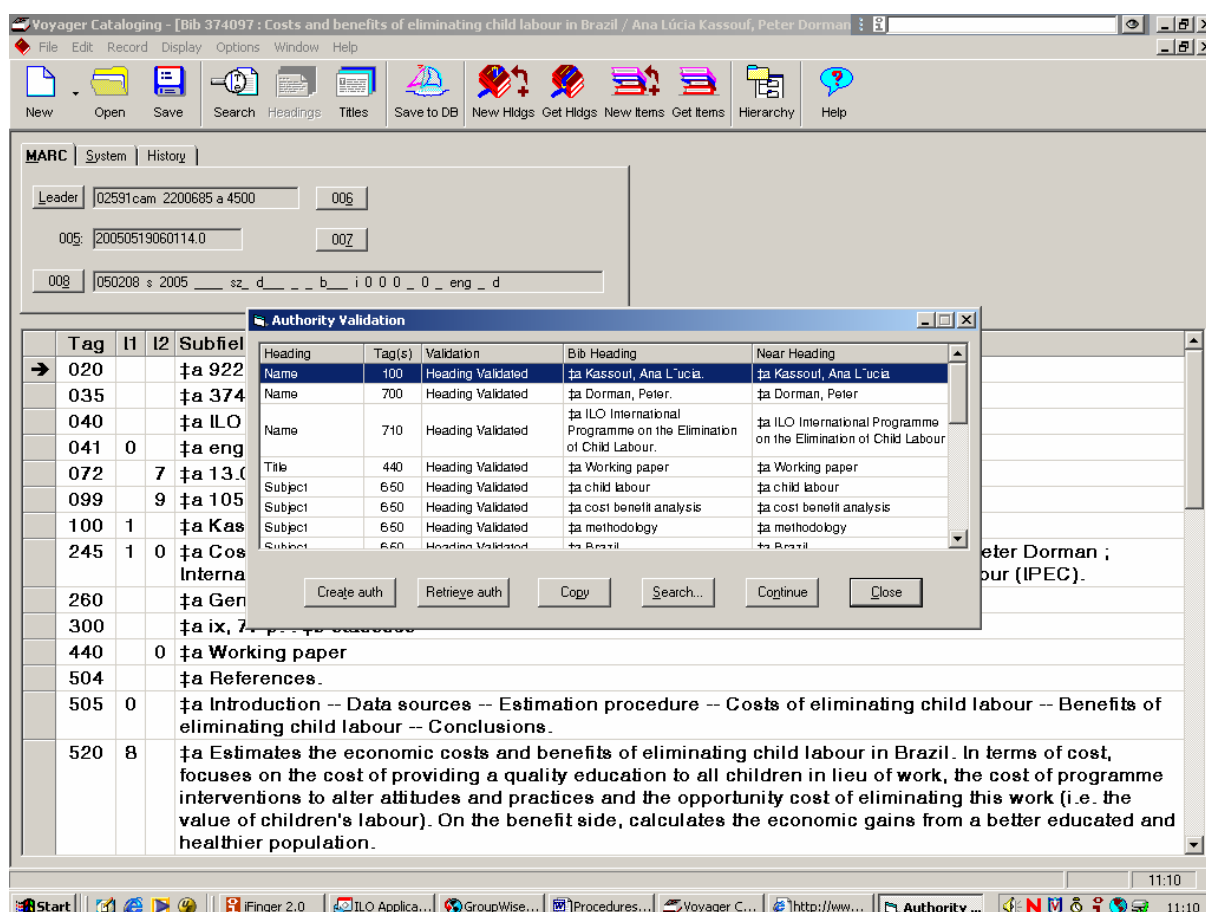 Voyager Cataloging - [Bib 374097 : Costs and benefits of eliminating child labour in Brazil / Ana Lúcia Kassouf, Peter Dorman
File Edit Record Display Options Window Help
New Open Save Search Headings Titles Save to DB New Hldgs Get Hldgs New Items Get Items Hierarchy Help
MARC System History
Leader 02591cam 2200685 a 4500 006
005: 20050519060114.0 007
008 050208 s 2005 ____ sz_ d___ _ _ b___ i 0 0 0 _ 0 _ eng _ d
Authority Validation
Heading Tag(s) Validation Bib Heading Near Heading
Name 100 Heading Validated ‡a Kassouf, Ana L´ucia. ‡a Kassouf, Ana L´ucia
Name 700 Heading Validated ‡a Dorman, Peter. ‡a Dorman, Peter
Name 710 Heading Validated ‡a ILO International Programme on the Elimination of Child Labour. ‡a ILO International Programme on the Elimination of Child Labour
Title 440 Heading Validated ‡a Working paper ‡a Working paper
Subject 650 Heading Validated ‡a child labour ‡a child labour
Subject 650 Heading Validated ‡a cost benefit analysis ‡a cost benefit analysis
Subject 650 Heading Validated ‡a methodology ‡a methodology
Subject 650 Heading Validated ‡a Brazil ‡a Brazil
Create auth Retrieve auth Copy Search... Continue Close
Tag I1 I2 Subfiel
020 ‡a 922
035 ‡a 374
040 ‡a ILO
041 0 ‡a eng
072 7 ‡a 13.0
099 9 ‡a 105
100 1 ‡a Kas
245 1 0 ‡a Cos eter Dorman ;
Interna our (IPEC).
260 ‡a Gen
300 ‡a ix,
440 0 ‡a Working paper
504 ‡a References.
505 0 ‡a Introduction -- Data sources -- Estimation procedure -- Costs of eliminating child labour -- Benefits of
eliminating child labour -- Conclusions.
520 8 ‡a Estimates the economic costs and benefits of eliminating child labour in Brazil. In terms of cost,
focuses on the cost of providing a quality education to all children in lieu of work, the cost of programme
interventions to alter attitudes and practices and the opportunity cost of eliminating this work (i.e. the
value of children's labour). On the benefit side, calculates the economic gains from a better educated and
healthier population.
11:10
Start iFinger 2.0 ILO Applica... GroupWise... Procedures... Voyager C... http://ww... Authority ... 11:10